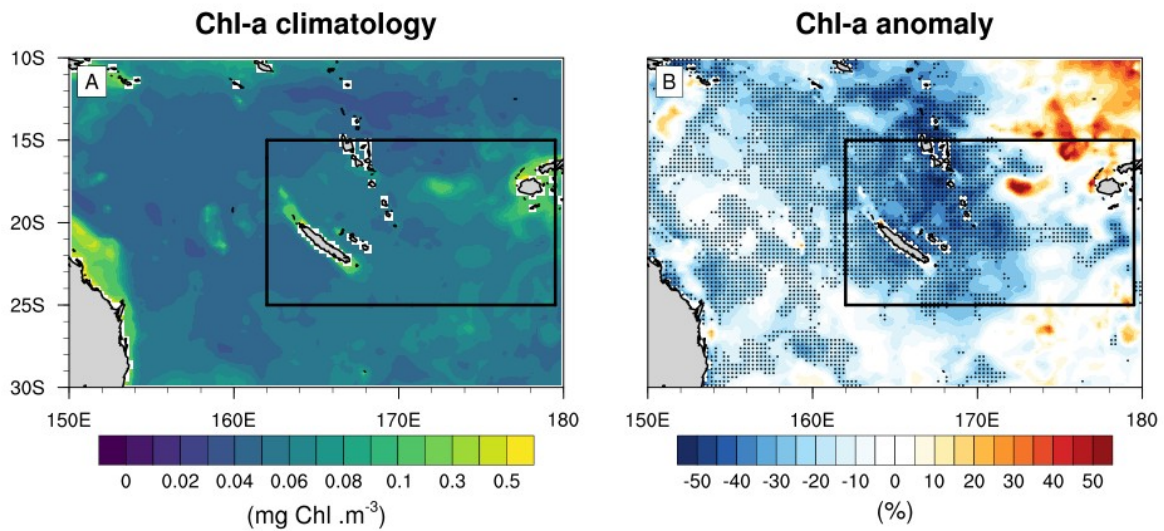 Chl-a climatology
Chl-a anomaly
10S
A
B
15S
20S
25S
30S
150E 160E 170E 180
150E 160E 170E 180
0 0.02 0.04 0.06 0.08 0.1 0.3 0.5
-50 -40 -30 -20 -10 0 10 20 30 40 50
(mg Chl .m-3)
(%)